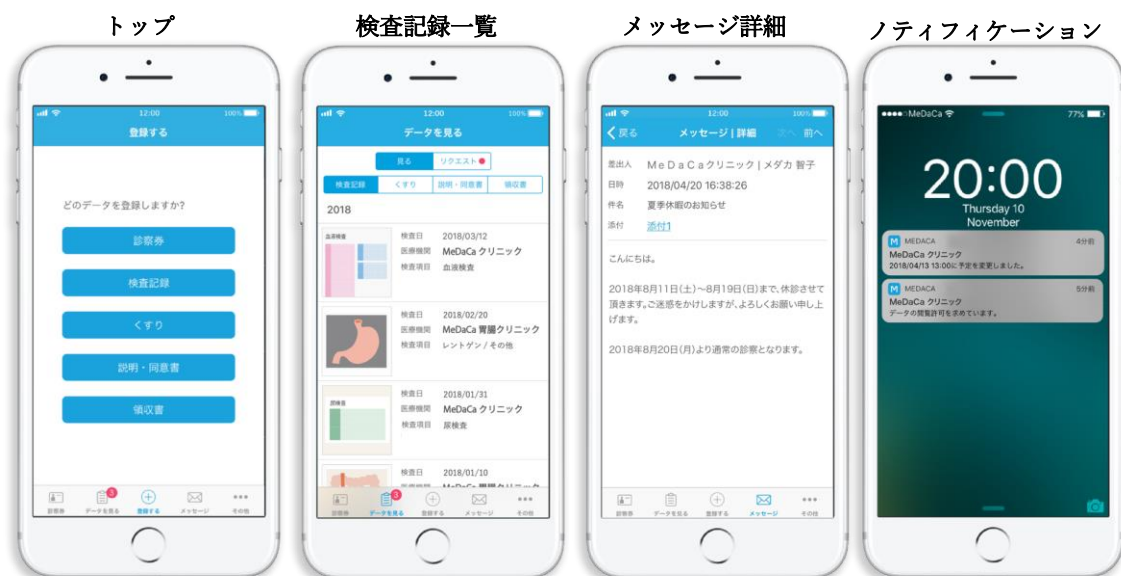 トップ
検査記録一覧
メッセージ詳細
ノティフィケーション
12:00
100%
登録する
どのデータを登録しますか?
診察券
検査記録
くすり
説明・同意書
領収書
診察券
データを見る
3
登録する
メッセージ
その他
12:00
100%
データを見る
見る
リクエスト
検査記録
くすり
説明・同意書
領収書
2018
血液検査
検査日 2018/03/12
医療機関 MeDaCa クリニック
検査項目 血液検査
検査日 2018/02/20
医療機関 MeDaCa 胃腸クリニック
検査項目 レントゲン / その他
尿検査
検査日 2018/01/31
医療機関 MeDaCa クリニック
検査項目 尿検査
検査日 2018/01/10
診察券
データを見る
3
登録する
メッセージ
その他
12:00
100%
戻る
メッセージ | 詳細
次へ
前へ
差出人 MeDaCaクリニック | メダカ 智子
日時 2018/04/20 16:38:26
件名 夏季休暇のお知らせ
添付 添付1
こんにちは。
2018年8月11日(土)〜8月19日(日)まで、休診させて
頂きます。ご迷惑をかけしますが、よろしくお願い申し上
げます。
2018年8月20日(月)より通常の診察となります。
診察券
データを見る
登録する
メッセージ
その他
MeDaCa
77%
20:00
Thursday 10
November
M MEDACA 4分前
MeDaCa クリニック
2018/04/13 13:00に予定を変更しました。
M MEDACA 5分前
MeDaCa クリニック
データの閲覧許可を求めています。